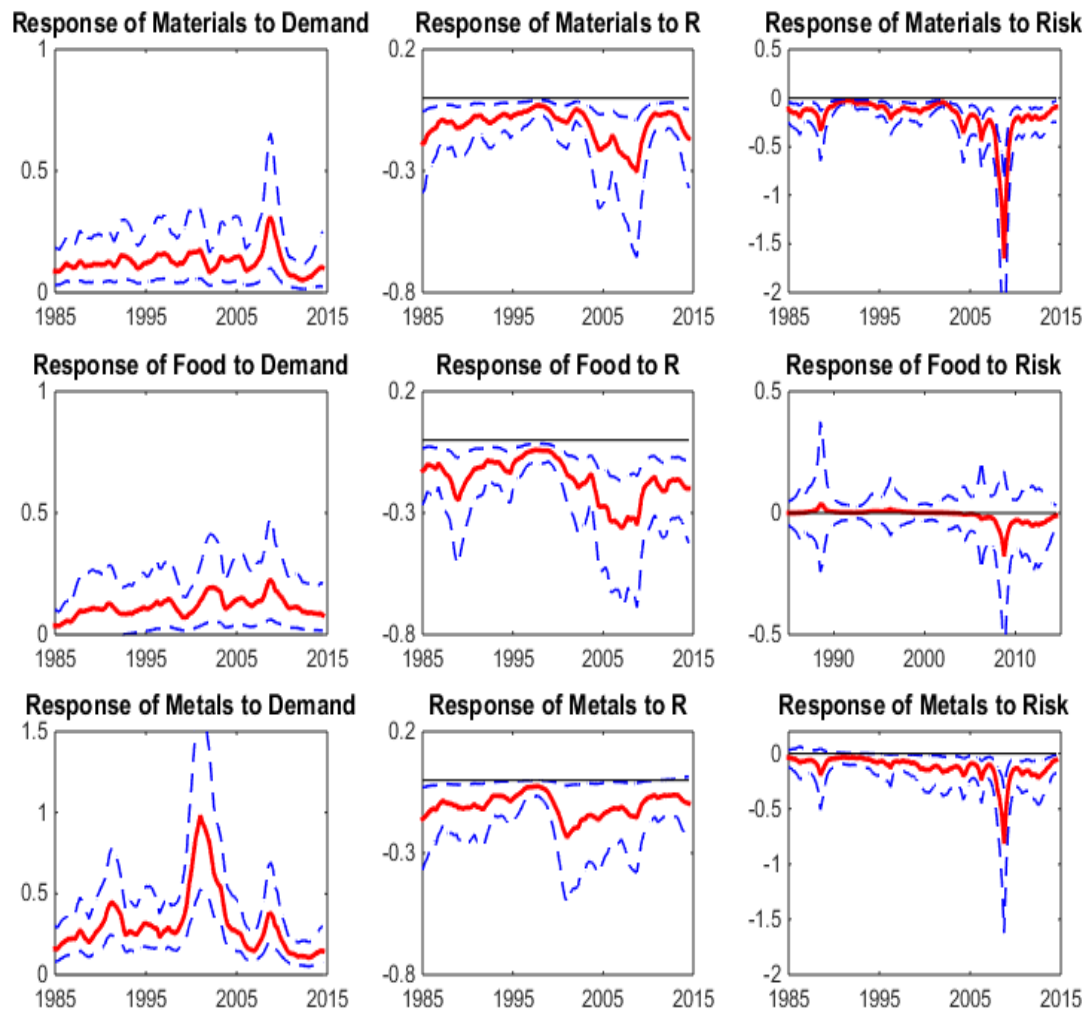 Response of Materials to Demand
1
0.5
0
1985 1995 2005 2015
Response of Materials to R
0.2
-0.3
-0.8
1985 1995 2005 2015
Response of Materials to Risk
0.5
0
-0.5
-1
-1.5
-2
1985 1995 2005 2015
Response of Food to Demand
1
0.5
0
1985 1995 2005 2015
Response of Food to R
0.2
-0.3
-0.8
1985 1995 2005 2015
Response of Food to Risk
0.5
0
-0.5
1990 2000 2010
Response of Metals to Demand
1.5
1
0.5
0
1985 1995 2005 2015
Response of Metals to R
0.2
-0.3
-0.8
1985 1995 2005 2015
Response of Metals to Risk
0
-0.5
-1
-1.5
-2
1985 1995 2005 2015